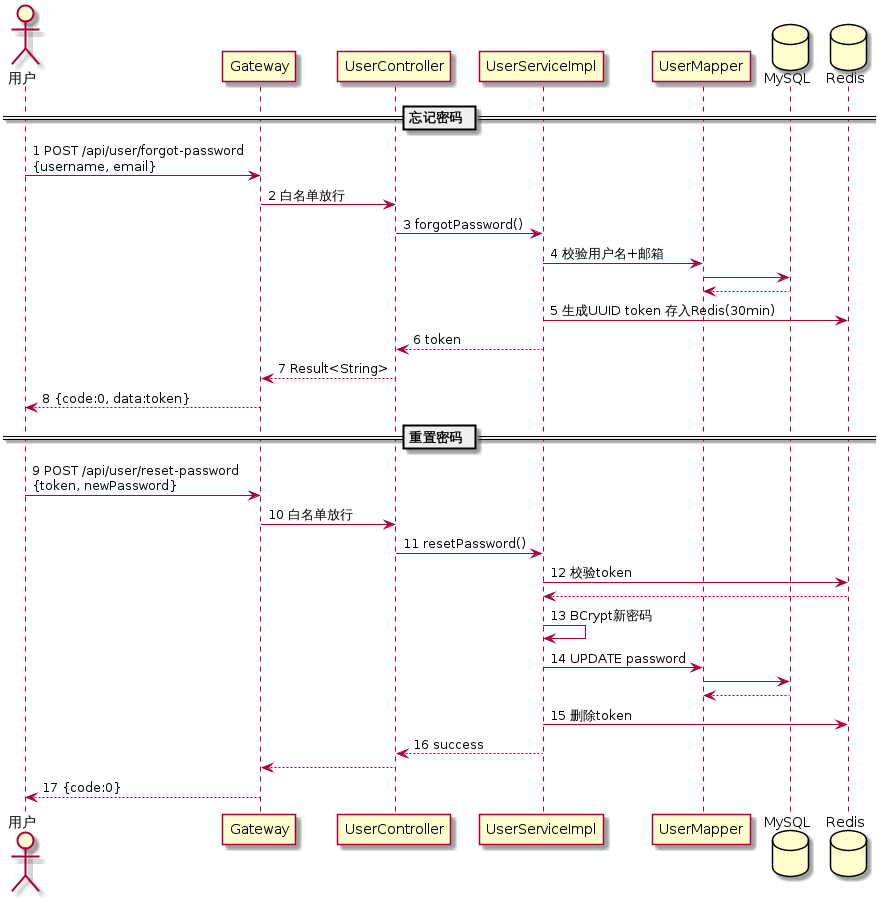 用户
Gateway
UserController
UserServiceImpl
UserMapper
MySQL
Redis
忘记密码
1 POST /api/user/forgot-password
{username, email}
2 白名单放行
3 forgotPassword()
4 校验用户名+邮箱
5 生成UUID token 存入Redis(30min)
6 token
7 Result<String>
8 {code:0, data:token}
重置密码
9 POST /api/user/reset-password
{token, newPassword}
10 白名单放行
11 resetPassword()
12 校验token
13 BCrypt新密码
14 UPDATE password
15 删除token
16 success
17 {code:0}
用户
Gateway
UserController
UserServiceImpl
UserMapper
MySQL
Redis